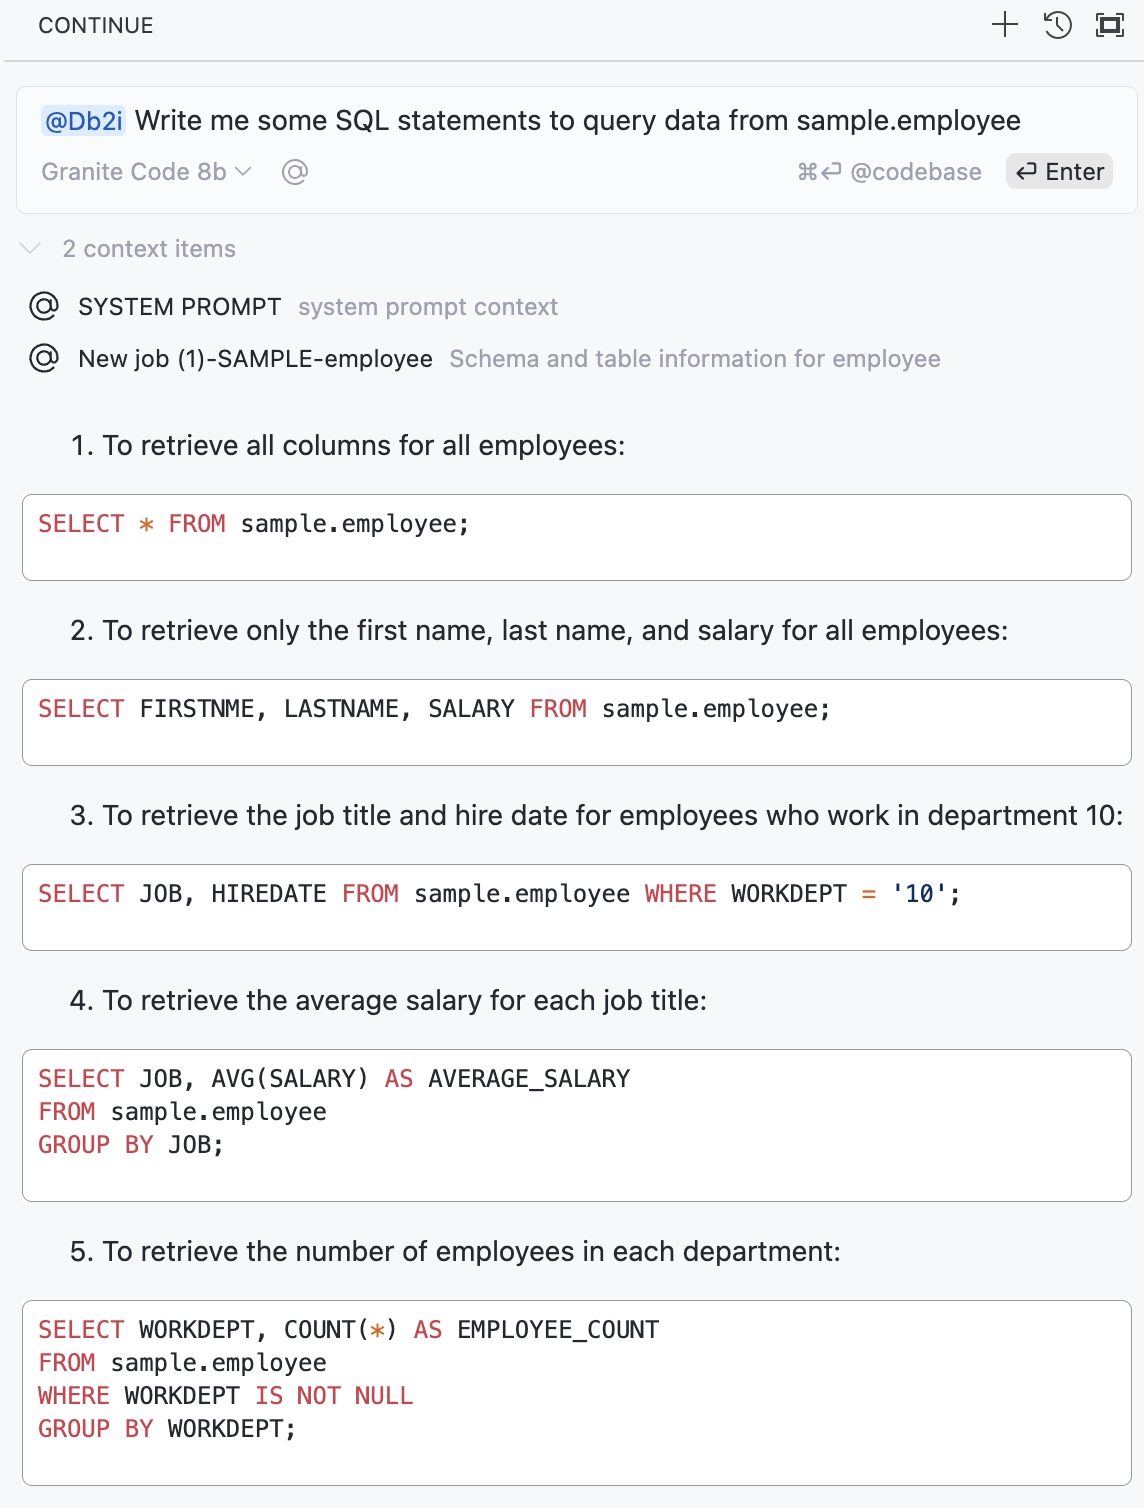 CONTINUE
@Db2i Write me some SQL statements to query data from sample.employee
Granite Code 8b @ ⌘⏎ @codebase ⏎ Enter
2 context items
@ SYSTEM PROMPT system prompt context
@ New job (1)-SAMPLE-employee Schema and table information for employee
1. To retrieve all columns for all employees:
SELECT * FROM sample.employee;
2. To retrieve only the first name, last name, and salary for all employees:
SELECT FIRSTNME, LASTNAME, SALARY FROM sample.employee;
3. To retrieve the job title and hire date for employees who work in department 10:
SELECT JOB, HIREDATE FROM sample.employee WHERE WORKDEPT = '10';
4. To retrieve the average salary for each job title:
SELECT JOB, AVG(SALARY) AS AVERAGE_SALARY
FROM sample.employee
GROUP BY JOB;
5. To retrieve the number of employees in each department:
SELECT WORKDEPT, COUNT(*) AS EMPLOYEE_COUNT
FROM sample.employee
WHERE WORKDEPT IS NOT NULL
GROUP BY WORKDEPT;